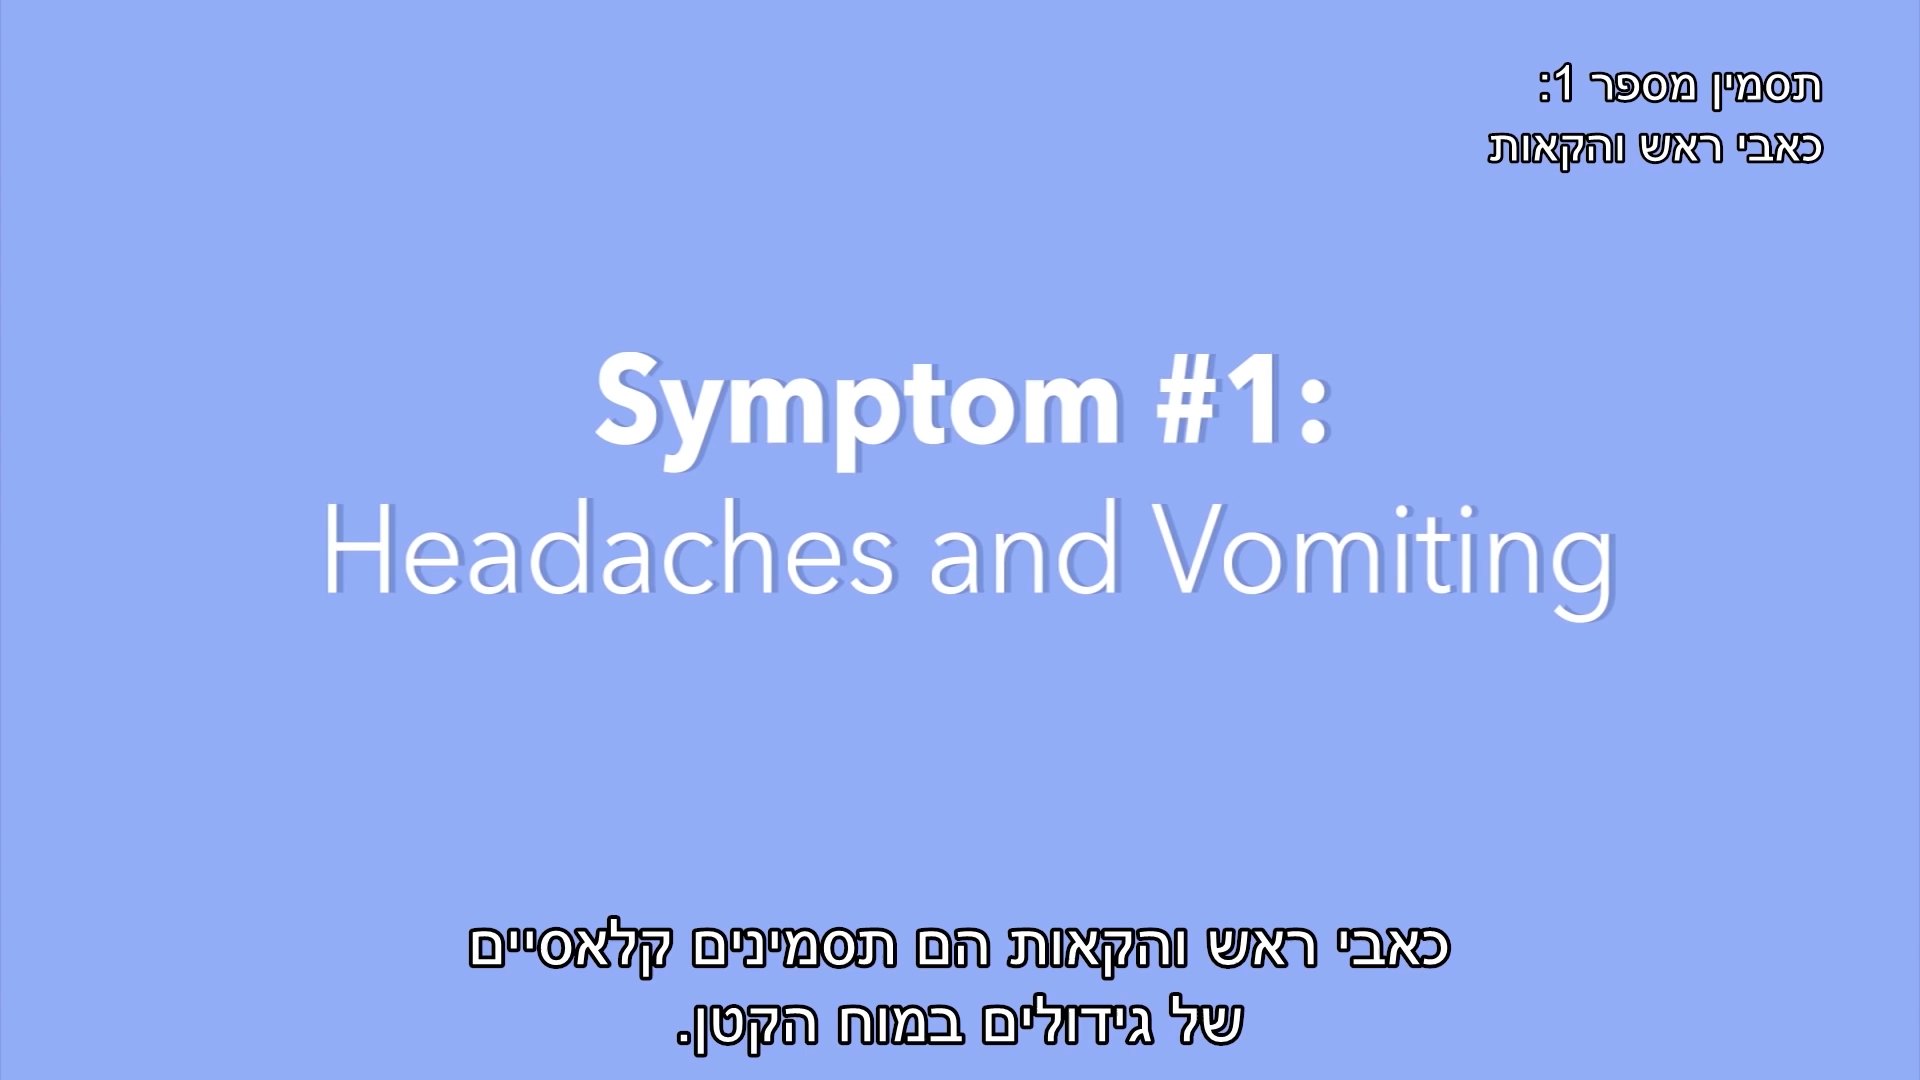 תסמין מספר 1:
כאבי ראש והקאות
Symptom #1:
Headaches and Vomiting
כאבי ראש והקאות הם תסמינים קלאסיים
של גידולים במוח הקטן.